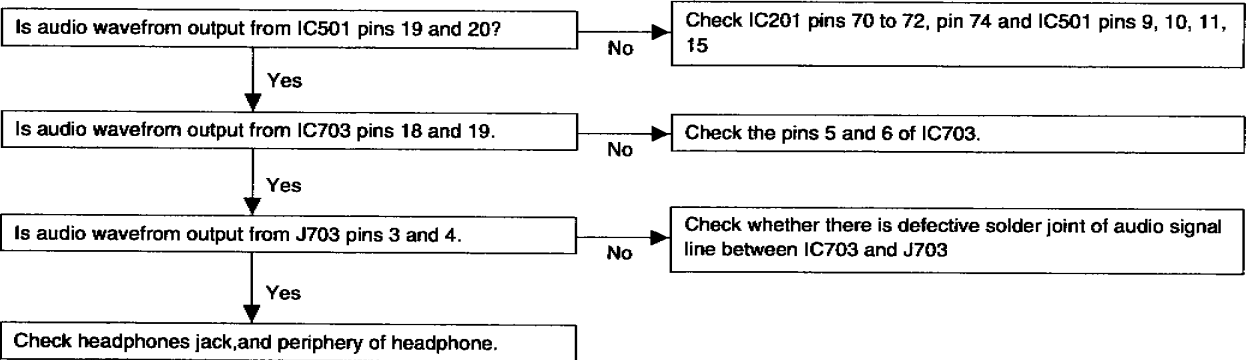 Is audio wavefrom output from IC501 pins 19 and 20?
No
Check IC201 pins 70 to 72, pin 74 and IC501 pins 9, 10, 11,
15
Yes
Is audio wavefrom output from IC703 pins 18 and 19.
No
Check the pins 5 and 6 of IC703.
Yes
Is audio wavefrom output from J703 pins 3 and 4.
No
Check whether there is defective solder joint of audio signal
line between IC703 and J703
Yes
Check headphones jack,and periphery of headphone.